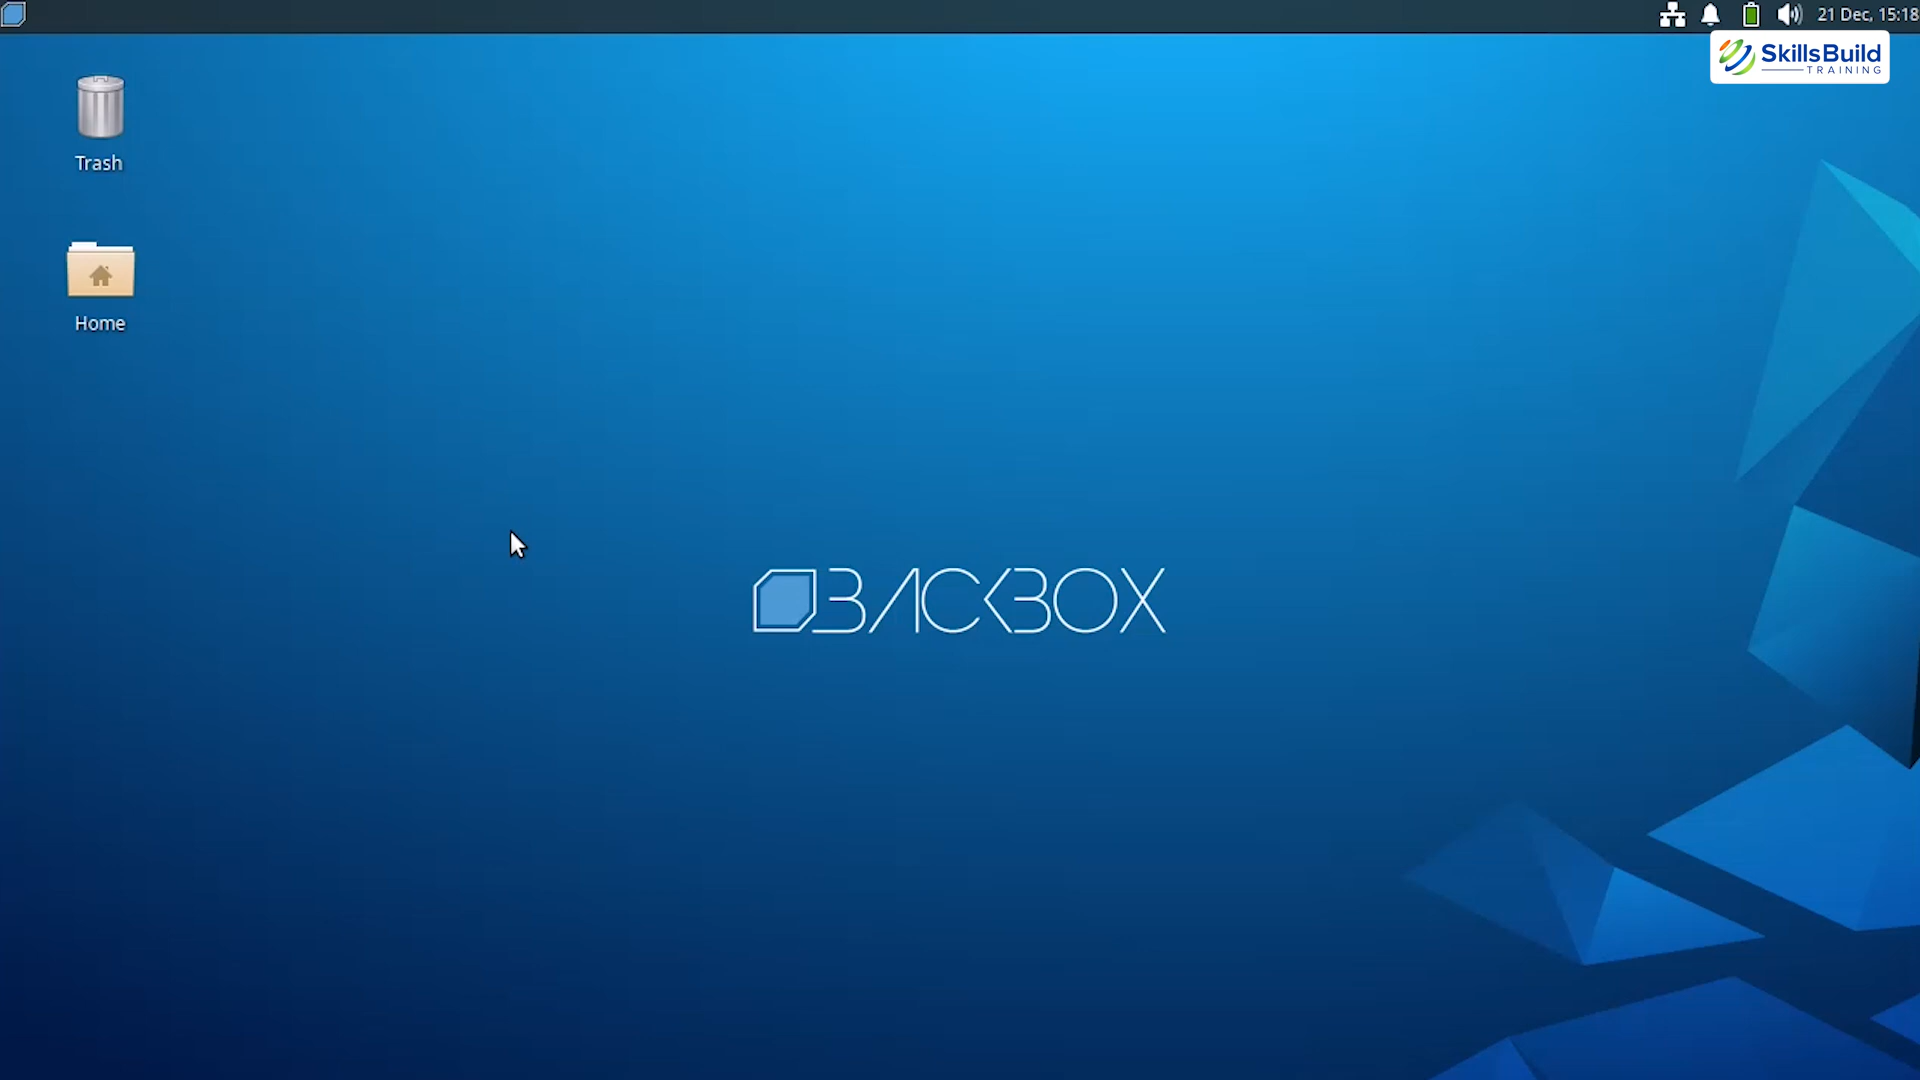 21 Dec, 15:18
SkillsBuild
TRAINING
Trash
Home
BACKBOX